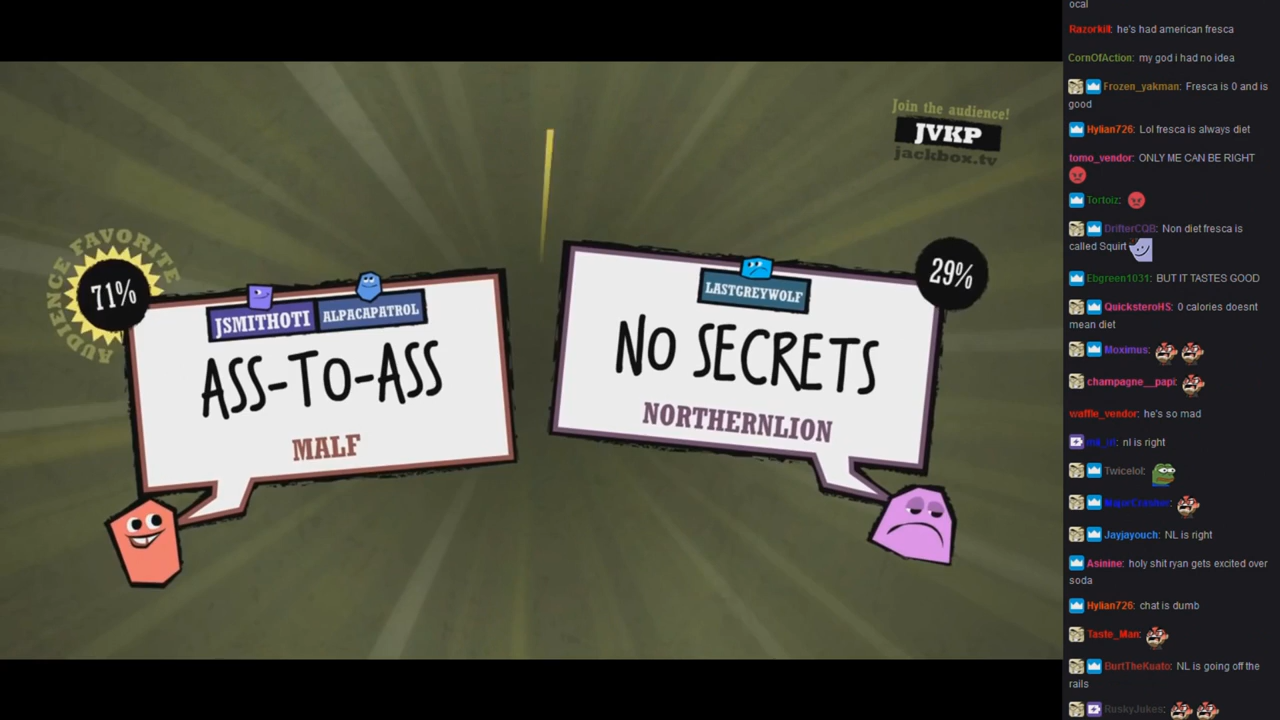 Join the audience!
JVKP
jackbox.tv
AUDIENCE FAVORITE
71%
JSMITHOTI
ALPACAPATROL
ASS-TO-ASS
MALF
29%
LASTGREYWOLF
NO SECRETS
NORTHERNLION
ocal
Razorkilt: he's had american fresca
CornOfAction: my god i had no idea
Frozen_yakman: Fresca is 0 and is
good
Hylian726: Lol fresca is always diet
tomo_vendor: ONLY ME CAN BE RIGHT
Tortoiz:
DrifterCQB: Non diet fresca is
called Squirt
Ebgreen1031: BUT IT TASTES GOOD
QuicksteroHS: 0 calories doesnt
mean diet
Moximus:
champagne__papi:
waffle_vendor: he's so mad
nl is right
Twicelol:
Jayjayouch: NL is right
Asinine: holy shit ryan gets excited over
soda
Hylian726: chat is dumb
Taste_Man:
BurtTheKuato: NL is going off the
rails
RuskyJukes: